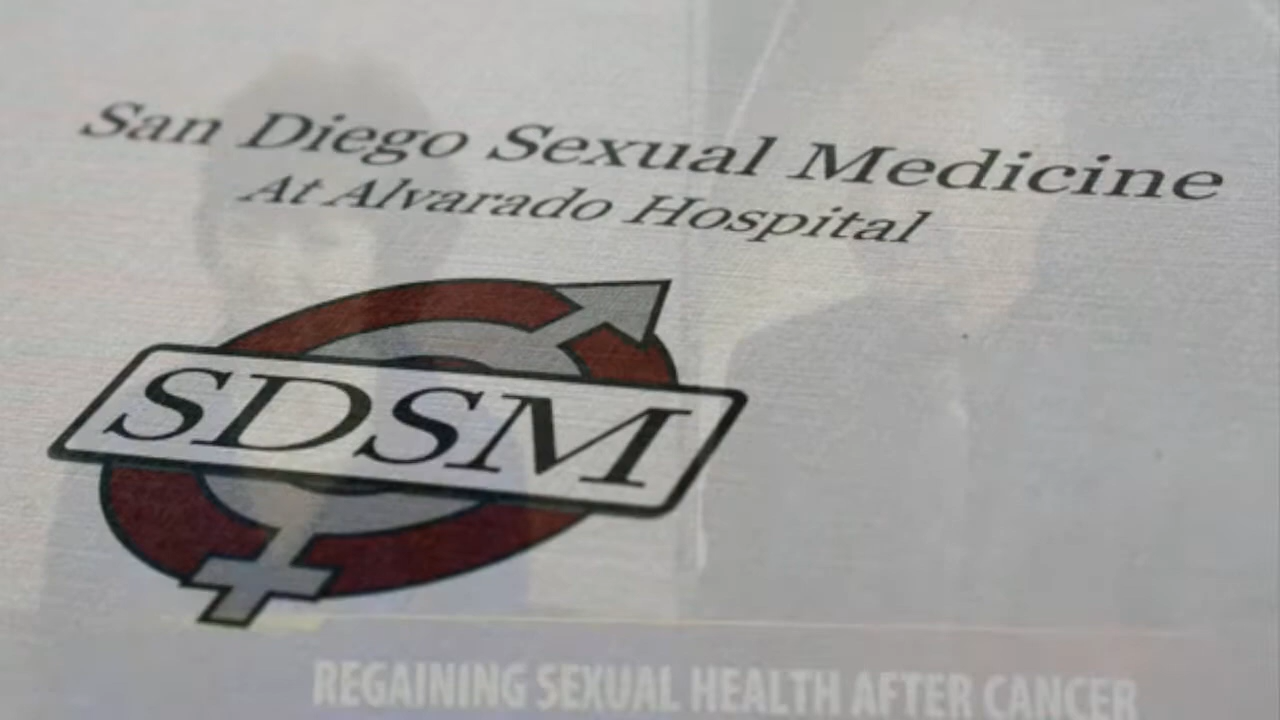 San Diego Sexual Medicine
At Alvarado Hospital
SDSM
REGAINING SEXUAL HEALTH AFTER CANCER